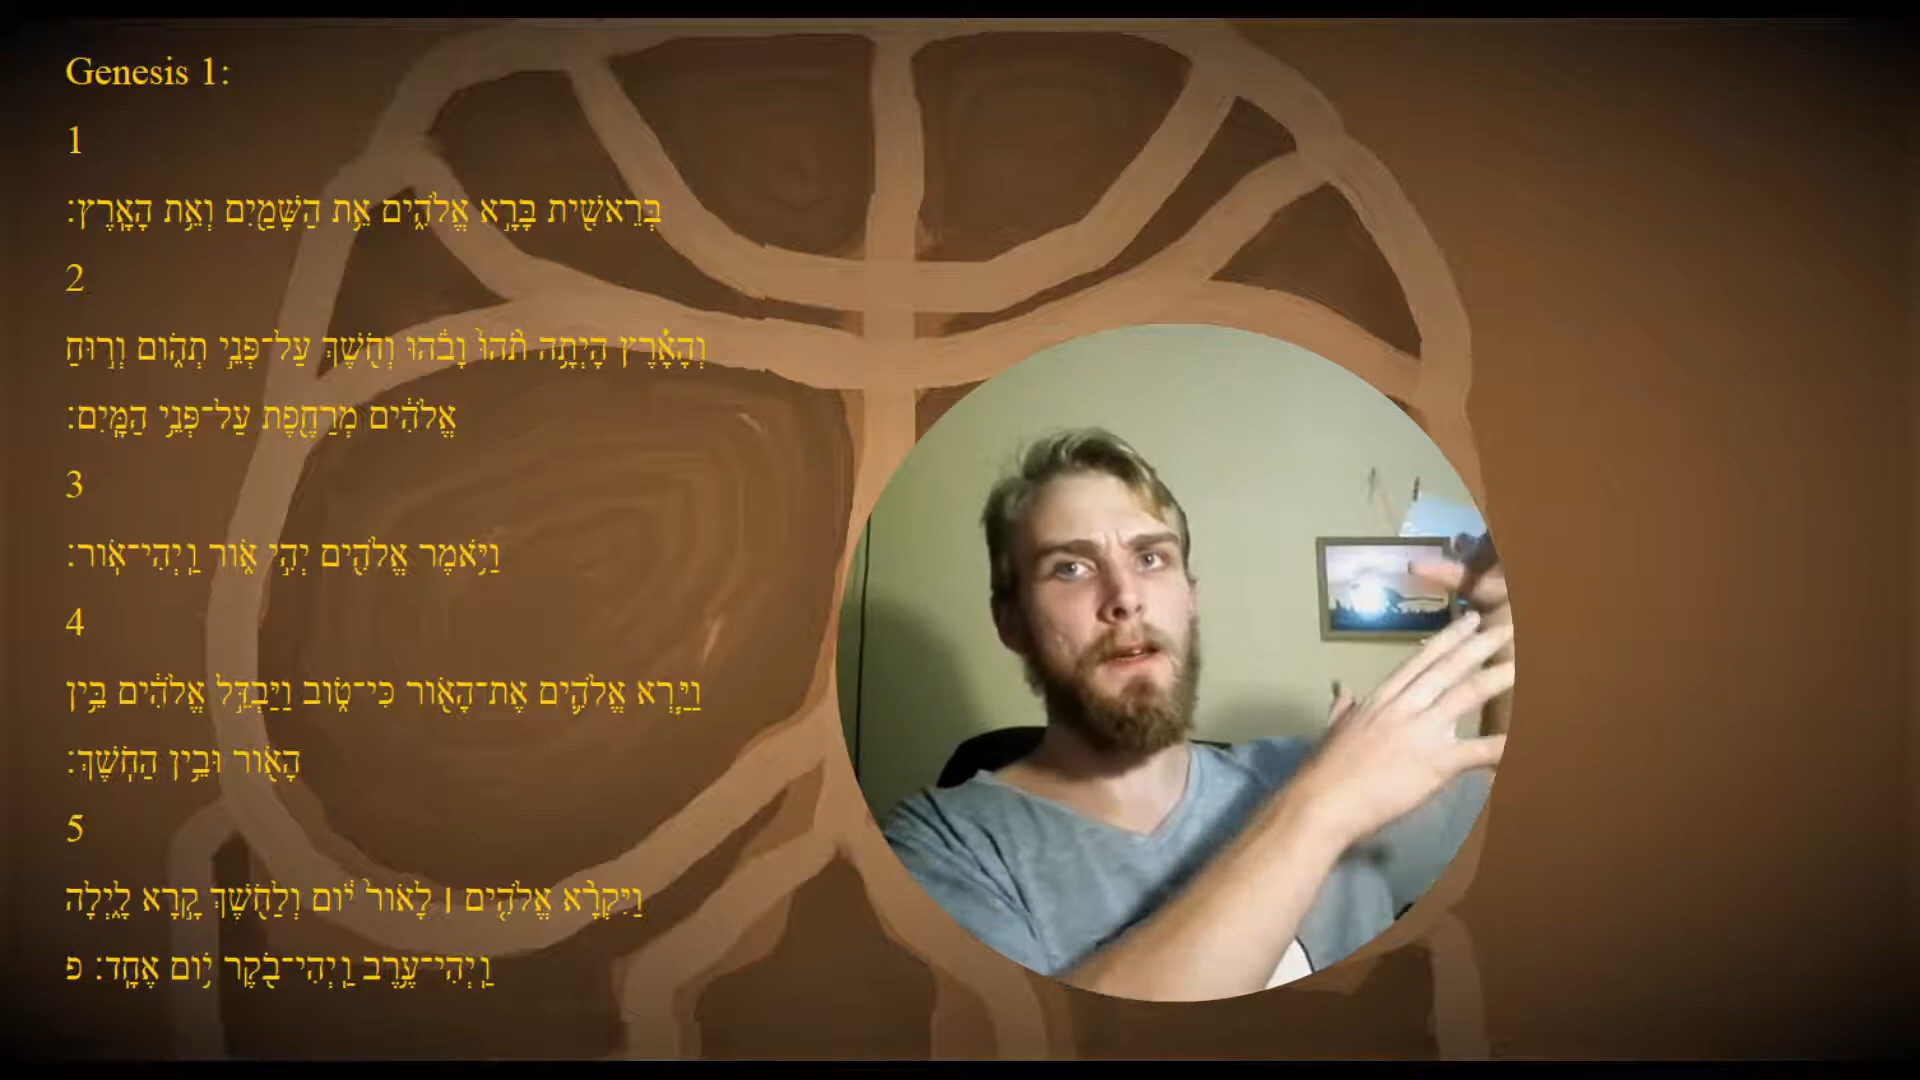 Genesis 1:
1
בְּרֵאשִׁ֖ית בָּרָ֣א אֱלֹהִ֑ים אֵ֥ת הַשָּׁמַ֖יִם וְאֵ֥ת הָאָֽרֶץ׃
2
וְהָאָ֗רֶץ הָיְתָ֥ה תֹ֙הוּ֙ וָבֹ֔הוּ וְחֹ֖שֶׁךְ עַל־פְּנֵ֣י תְה֑וֹם וְר֣וּחַ
אֱלֹהִ֔ים מְרַחֶ֖פֶת עַל־פְּנֵ֥י הַמָּֽיִם׃
3
וַיֹּ֥אמֶר אֱלֹהִ֖ים יְהִ֣י א֑וֹר וַֽיְהִי־אֽוֹר׃
4
וַיַּ֧רְא אֱלֹהִ֛ים אֶת־הָא֖וֹר כִּי־ט֑וֹב וַיַּבְדֵּ֣ל אֱלֹהִ֔ים בֵּ֥ין
הָא֖וֹר וּבֵ֥ין הַחֹֽשֶׁךְ׃
5
וַיִּקְרָ֨א אֱלֹהִ֤ים ׀ לָאוֹר֙ י֔וֹם וְלַחֹ֖שֶׁךְ קָ֣רָא לָ֑יְלָה
וַֽיְהִי־עֶ֥רֶב וַֽיְהִי־בֹ֖קֶר י֥וֹם אֶחָֽד׃ פ